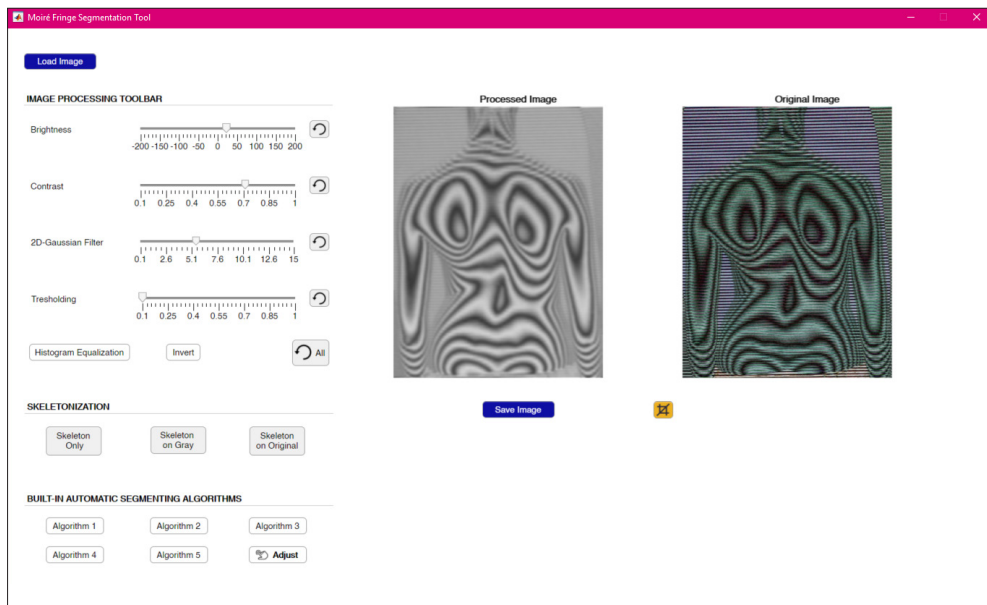 Moiré Fringe Segmentation Tool
Load Image
IMAGE PROCESSING TOOLBAR
Processed Image
Original Image
Brightness
-200 -150 -100 -50 0 50 100 150 200
Contrast
0.1 0.25 0.4 0.55 0.7 0.85 1
2D-Gaussian Filter
0.1 2.6 5.1 7.6 10.1 12.6 15
Tresholding
0.1 0.25 0.4 0.55 0.7 0.85 1
Histogram Equalization
Invert
All
SKELETONIZATION
Save Image
Skeleton
Only
Skeleton
on Gray
Skeleton
on Original
BUILT-IN AUTOMATIC SEGMENTING ALGORITHMS
Algorithm 1
Algorithm 2
Algorithm 3
Algorithm 4
Algorithm 5
Adjust